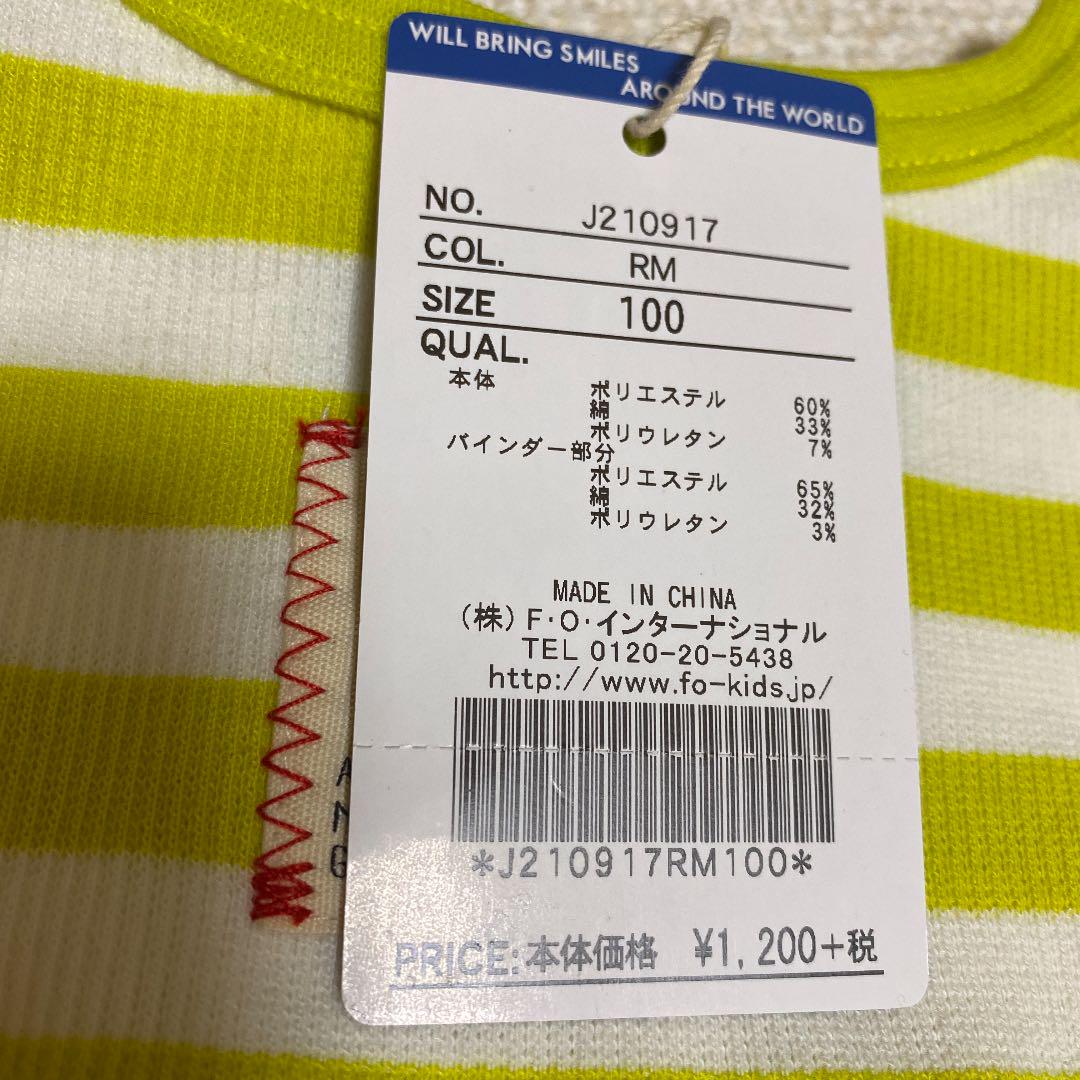 WILL BRING SMILES
AROUND THE WORLD
NO. J210917
COL. RM
SIZE 100
QUAL.
本体
ポリエステル 60%
綿 33%
ポリウレタン 7%
バインダー部分
ポリエステル 65%
綿 32%
ポリウレタン 3%
MADE IN CHINA
(株)F・O・インターナショナル
TEL 0120-20-5438
http://www.fo-kids.jp/
*J210917RM100*
PRICE:本体価格 ¥1,200+税
A